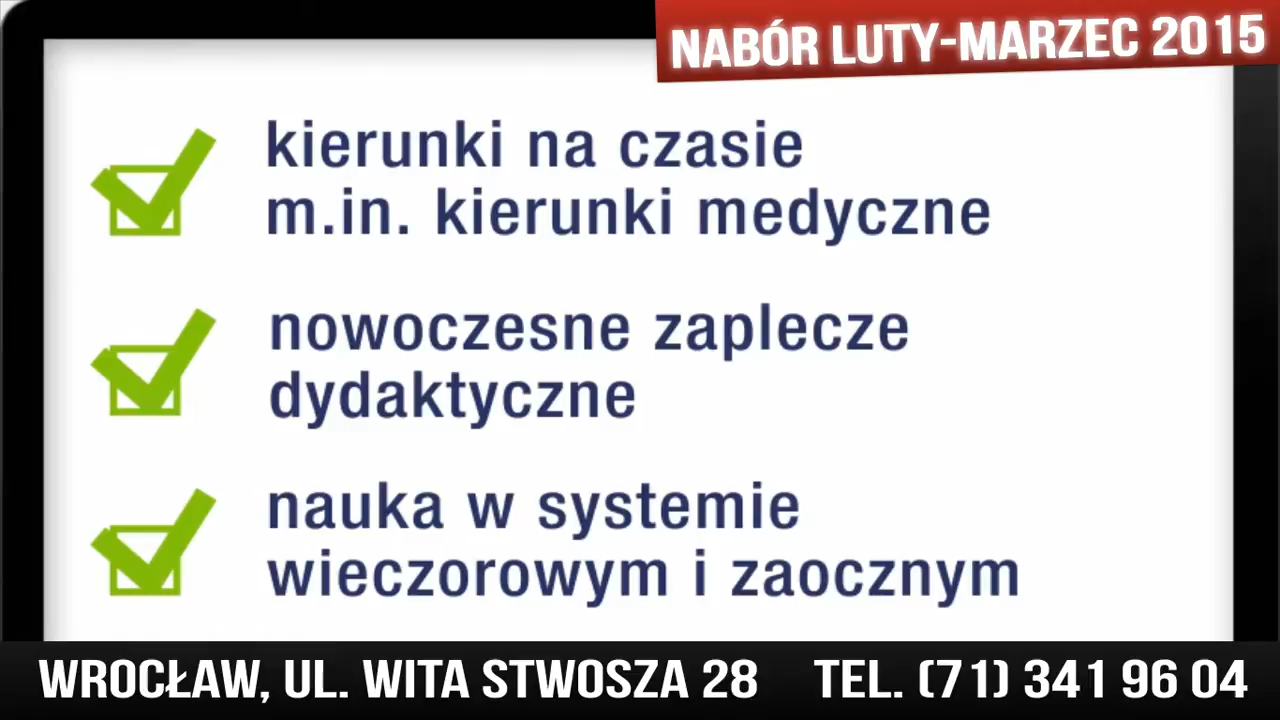 NABÓR LUTY-MARZEC 2015
kierunki na czasie
m.in. kierunki medyczne
nowoczesne zaplecze
dydaktyczne
nauka w systemie
wieczorowym i zaocznym
WROCŁAW, UL. WITA STWOSZA 28 TEL. (71) 341 96 04